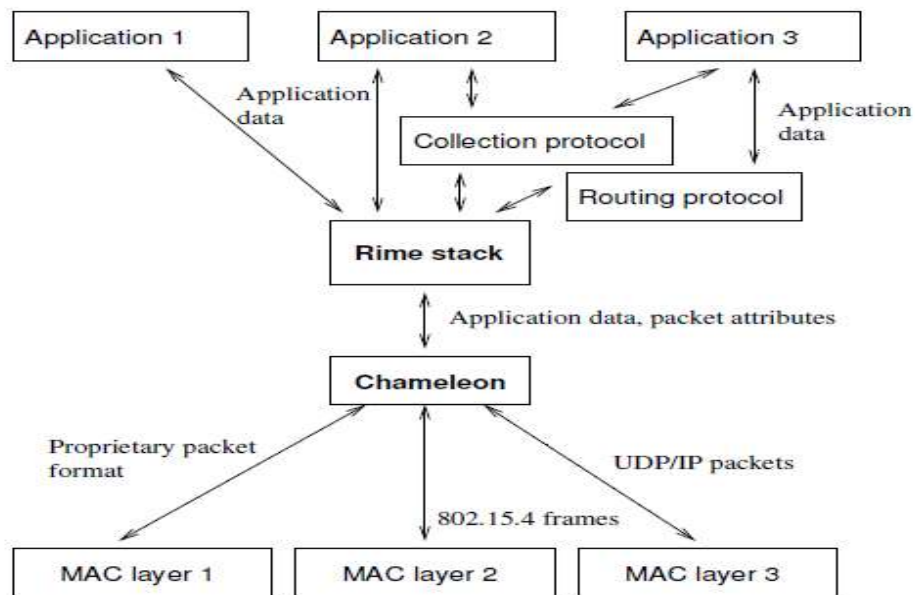 Application 1
Application 2
Application 3
Application
data
Application
data
Collection protocol
Routing protocol
Rime stack
Application data, packet attributes
Chameleon
Proprietary packet
format
UDP/IP packets
802.15.4 frames
MAC layer 1
MAC layer 2
MAC layer 3